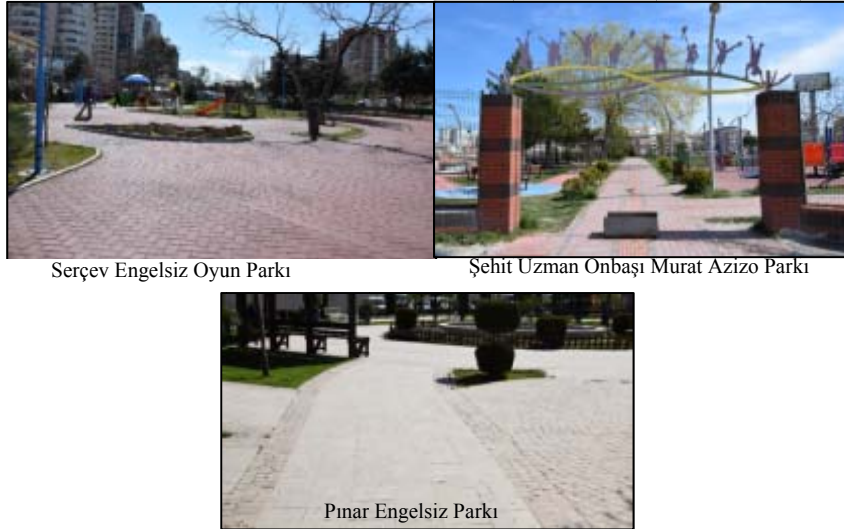 Serçev Engelsiz Oyun Parkı
Şehit Uzman Onbaşı Murat Azizo Parkı
Pınar Engelsiz Parkı